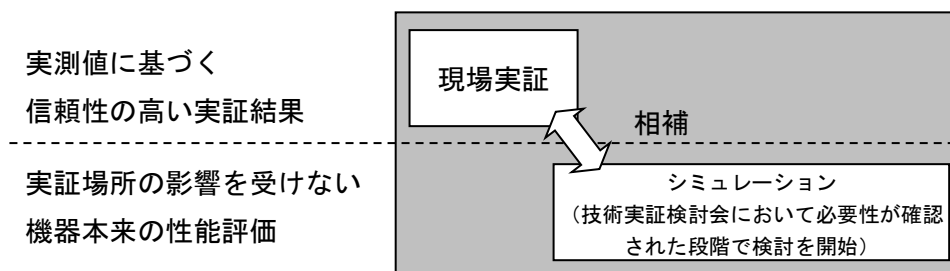 実測値に基づく
信頼性の高い実証結果
現場実証
相補
実証場所の影響を受けない
機器本来の性能評価
シミュレーション
（技術実証検討会において必要性が確認
された段階で検討を開始）